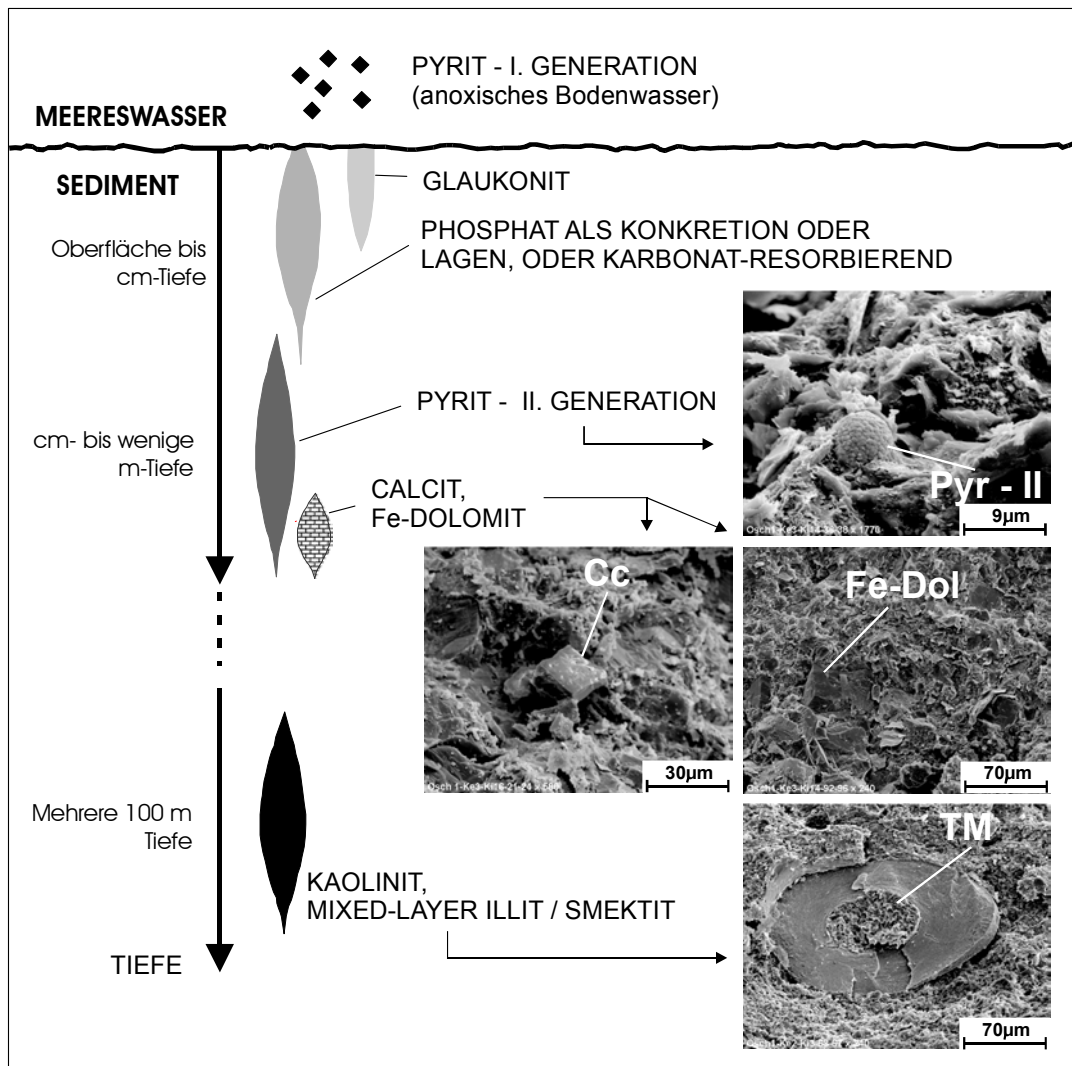 PYRIT - I. GENERATION
(anoxisches Bodenwasser)
MEERESWASSER
SEDIMENT
GLAUKONIT
Oberfläche bis
cm-Tiefe
PHOSPHAT ALS KONKRETION ODER
LAGEN, ODER KARBONAT-RESORBIEREND
PYRIT - II. GENERATION
cm- bis wenige
m-Tiefe
Pyr - II
9µm
CALCIT,
Fe-DOLOMIT
Cc
30µm
Fe-Dol
70µm
Mehrere 100 m
Tiefe
KAOLINIT,
MIXED-LAYER ILLIT / SMEKTIT
TM
70µm
TIEFE